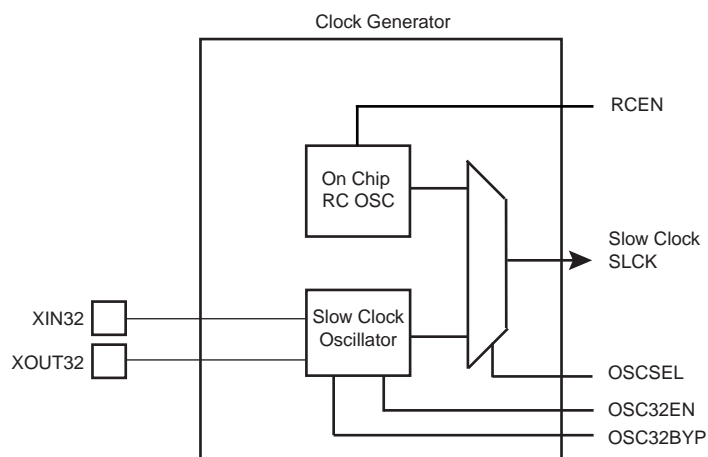 Clock Generator
RCEN
On Chip
RC OSC
Slow Clock
SLCK
XIN32
Slow Clock
Oscillator
XOUT32
OSCSEL
OSC32EN
OSC32BYP